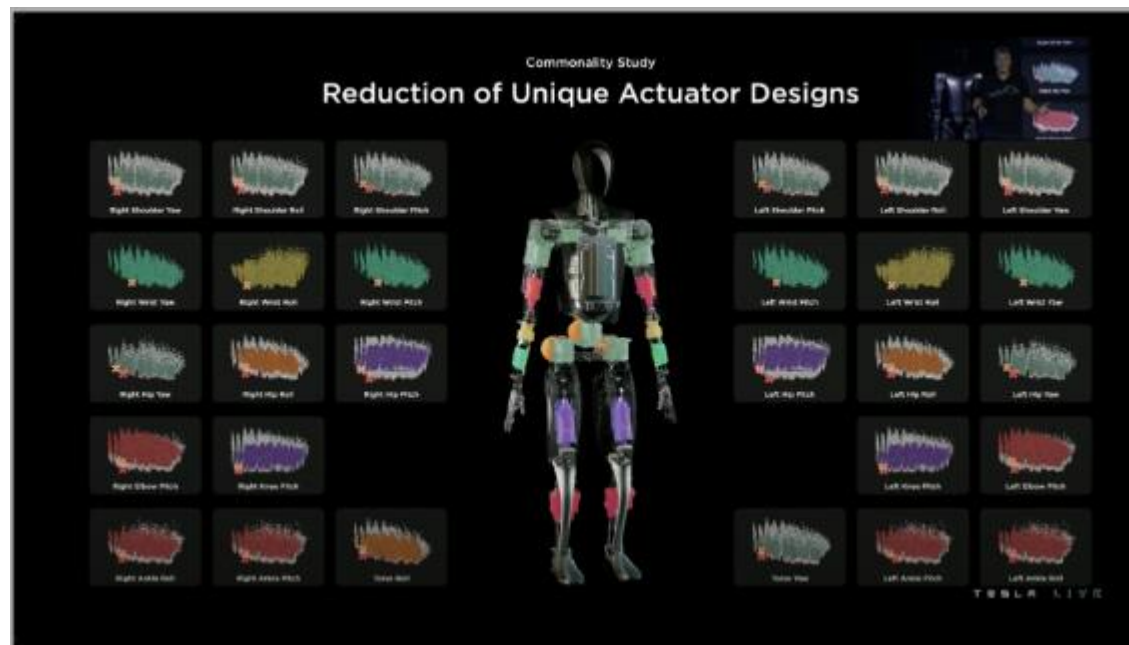 Commonality Study
Reduction of Unique Actuator Designs
Right Shoulder Yaw
Right Shoulder Roll
Right Shoulder Pitch
Left Shoulder Pitch
Left Shoulder Roll
Left Shoulder Yaw
Right Wrist Yaw
Right Wrist Roll
Right Wrist Pitch
Left Wrist Pitch
Left Wrist Roll
Left Wrist Yaw
Right Hip Yaw
Right Hip Roll
Right Hip Pitch
Left Hip Pitch
Left Hip Roll
Left Hip Yaw
Right Elbow Pitch
Right Knee Pitch
Left Knee Pitch
Left Elbow Pitch
Right Ankle Roll
Right Ankle Pitch
Torso Roll
Torso Yaw
Left Ankle Pitch
Left Ankle Roll
TESLA LIVE